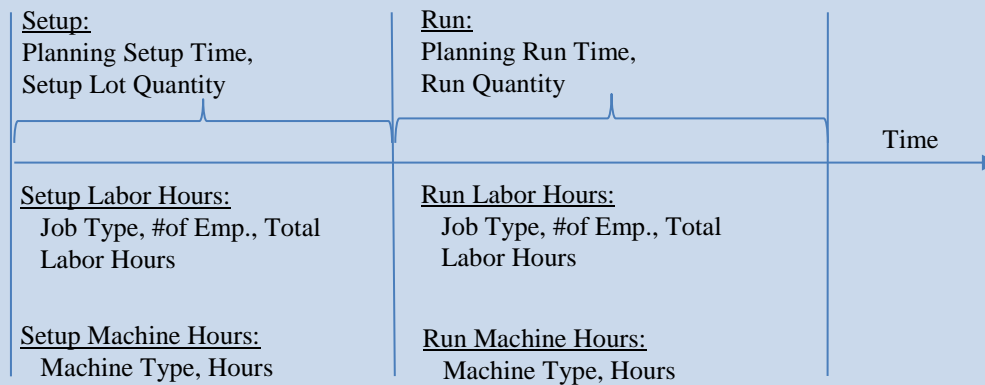 Setup:
Planning Setup Time,
Setup Lot Quantity
Run:
Planning Run Time,
Run Quantity
Time
Setup Labor Hours:
Job Type, #of Emp., Total
Labor Hours
Run Labor Hours:
Job Type, #of Emp., Total
Labor Hours
Setup Machine Hours:
Machine Type, Hours
Run Machine Hours:
Machine Type, Hours